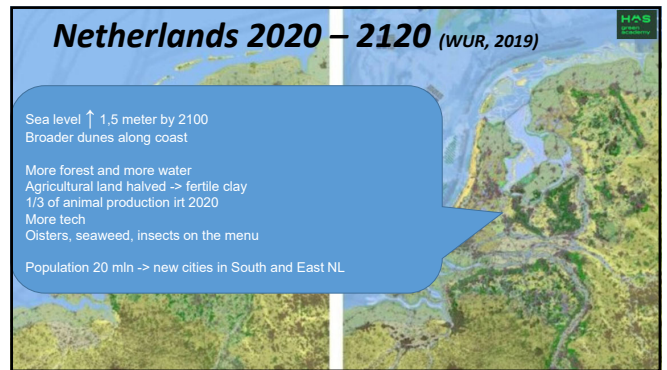 Netherlands 2020 – 2120 (WUR, 2019)
HAS
green
academy
Sea level ↑ 1,5 meter by 2100
Broader dunes along coast
More forest and more water
Agricultural land halved -> fertile clay
1/3 of animal production irt 2020
More tech
Oisters, seaweed, insects on the menu
Population 20 mln -> new cities in South and East NL